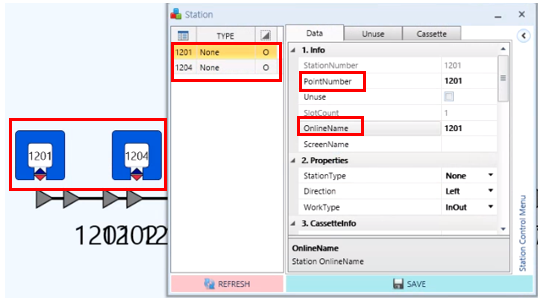 Station
TYPE
1201 None O
1204 None O
Data Unuse Cassette
1. Info
StationNumber 1201
PointNumber 1201
Unuse
SlotCount 1
OnlineName 1201
ScreenName
2. Properties
StationType None
Direction Left
WorkType InOut
3. CassetteInfo
OnlineName
Station OnlineName
REFRESH
SAVE
Station Control Menu
1201
1204